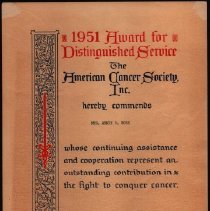 1951 Award for
Distinguished Service
The
American Cancer Society,
Inc.
hereby commends
MRS.
whose continuing assistance
and cooperation represent an
outstanding contribution in
the fight to conquer cancer.